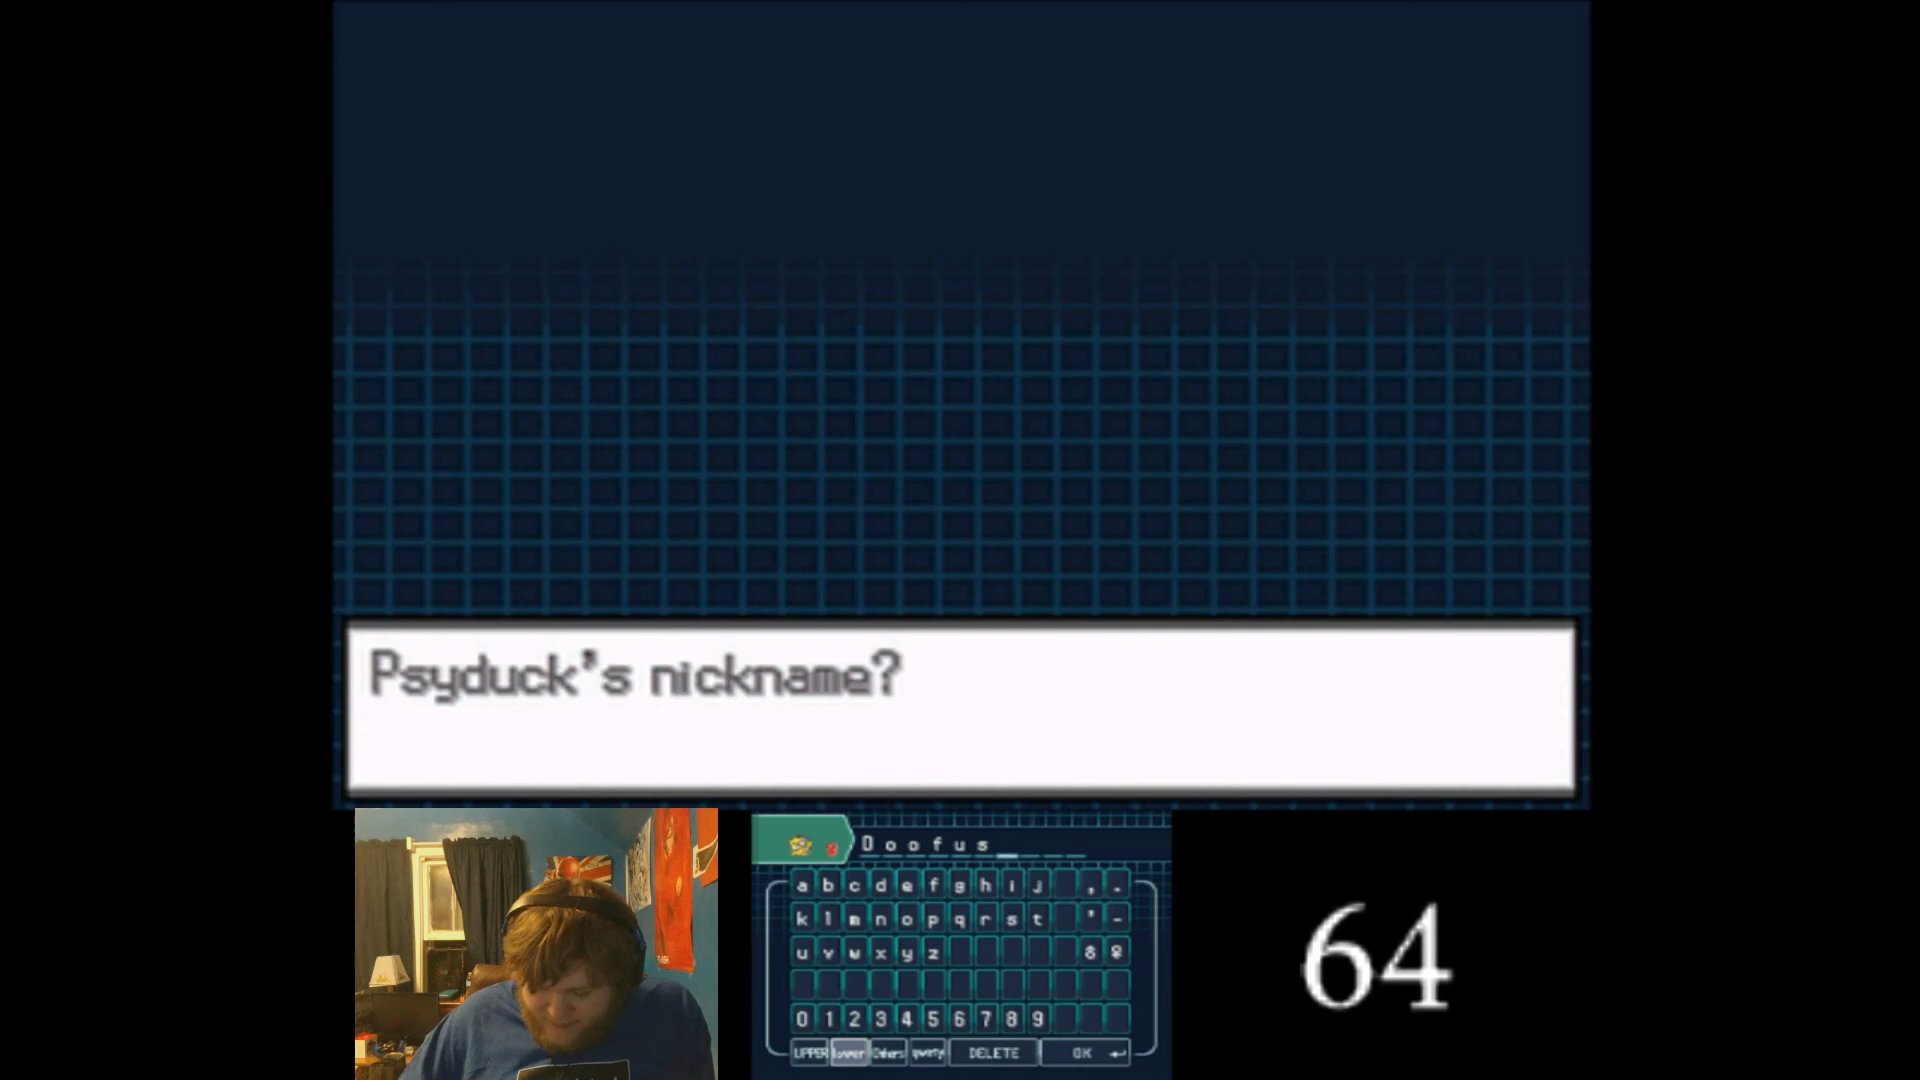 Psyduck's nickname?
Doofus
a b c d e f g h i j , .
k l m n o p q r s t ' -
u v w x y z ♂ ♀
0 1 2 3 4 5 6 7 8 9
UPPER lower Others qwerty DELETE OK
64